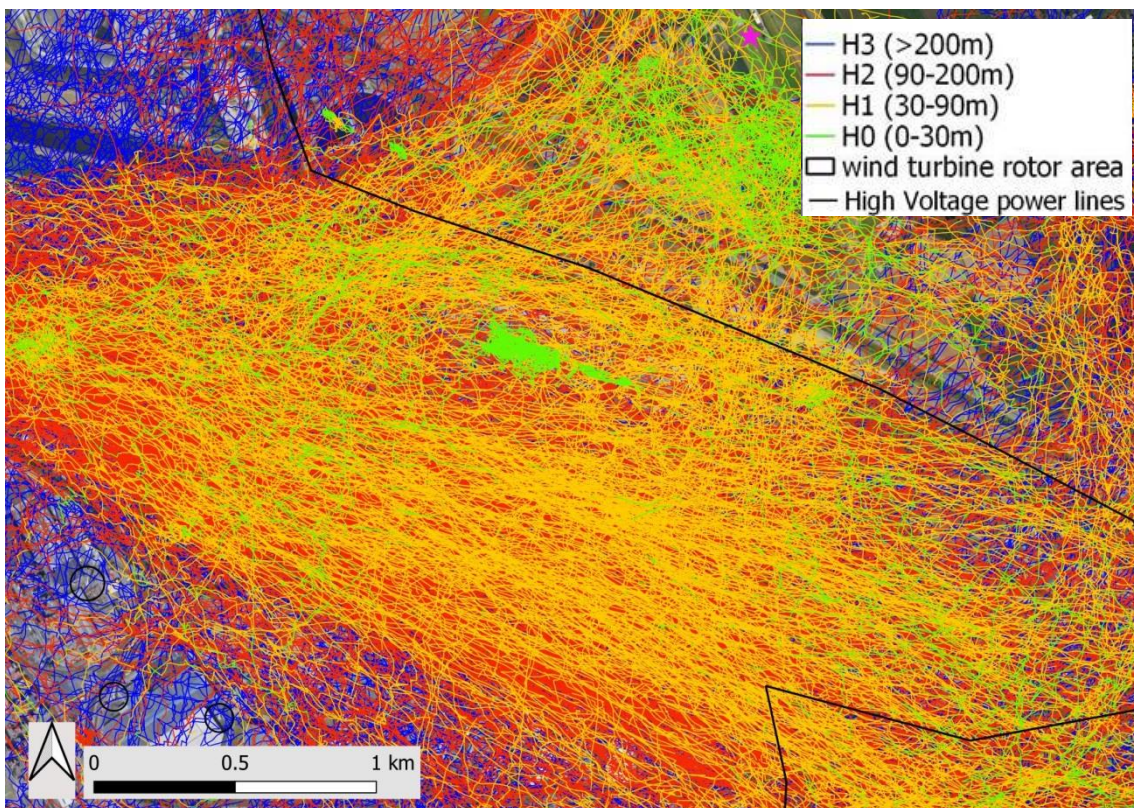 H3 (>200m)
H2 (90-200m)
H1 (30-90m)
H0 (0-30m)
wind turbine rotor area
High Voltage power lines
0 0.5 1 km